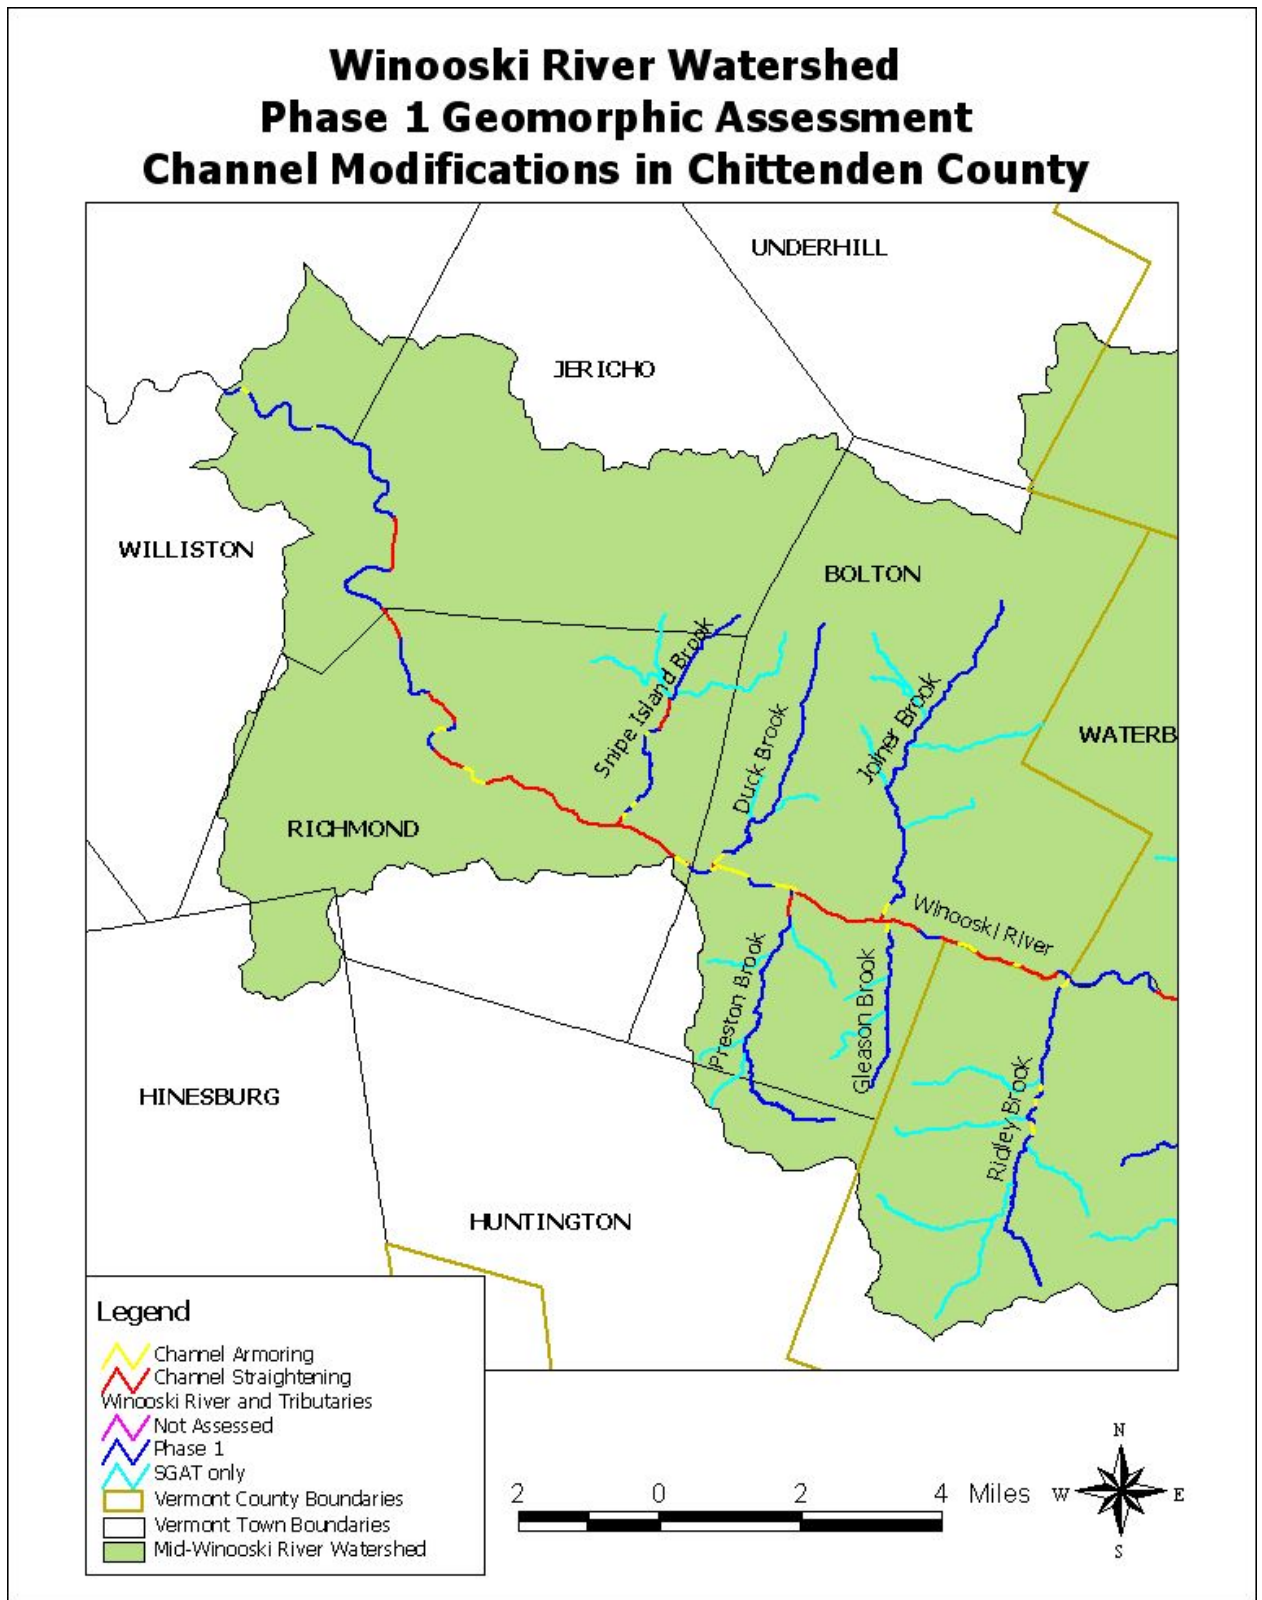 Winooski River Watershed
Phase 1 Geomorphic Assessment
Channel Modifications in Chittenden County
UNDERHILL
JERICHO
WILLISTON
BOLTON
Snipe Island Brook
Duck Brook
Joiner Brook
WATERB
RICHMOND
Winooski River
Preston Brook
Gleason Brook
Ridley Brook
HINESBURG
HUNTINGTON
Legend
Channel Armoring
Channel Straightening
Winooski River and Tributaries
Not Assessed
Phase 1
SGAT only
Vermont County Boundaries
Vermont Town Boundaries
Mid-Winooski River Watershed
2 0 2 4 Miles
N
W E
S